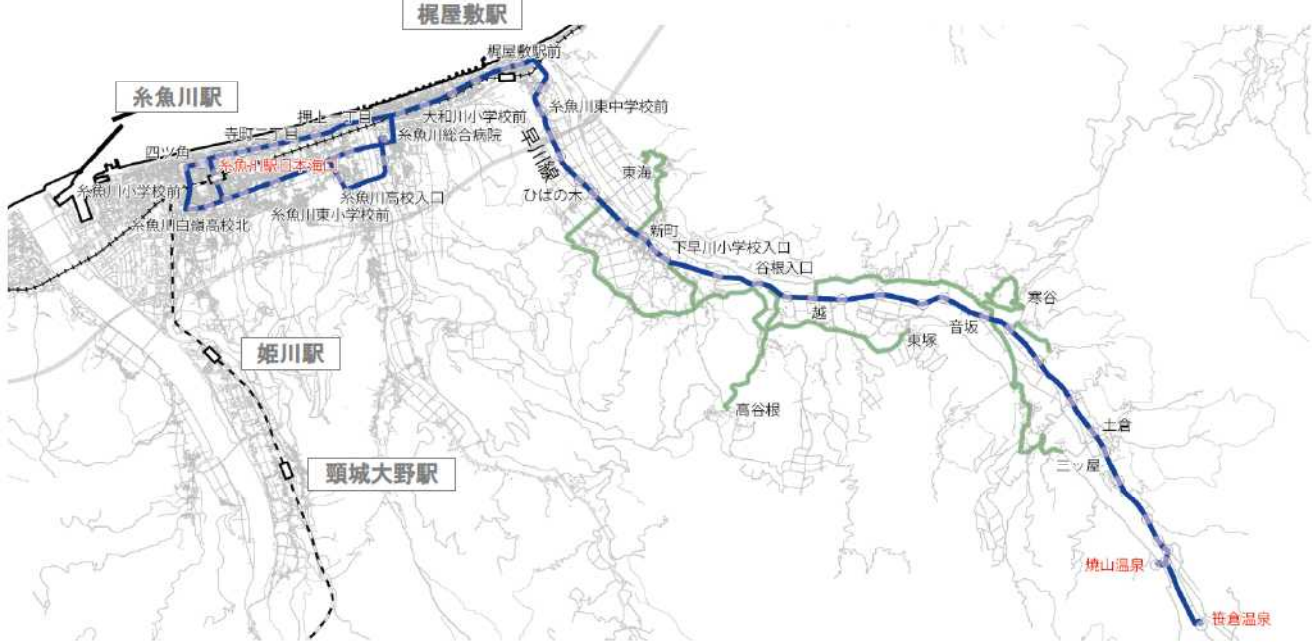 梶屋敷駅
梶屋敷駅前
糸魚川駅
押上一丁目
大和川小学校前
糸魚川東中学校前
寺町二丁目
糸魚川総合病院
早川線
四ツ角
糸魚川駅日本海口
東海
糸魚川小学校前
糸魚川高校入口
ひばの木
糸魚川東小学校前
糸魚川白嶺高校北
新町
下早川小学校入口
谷根入口
寒谷
越
音坂
東塚
姫川駅
高谷根
土倉
三ッ屋
頸城大野駅
焼山温泉
笹倉温泉